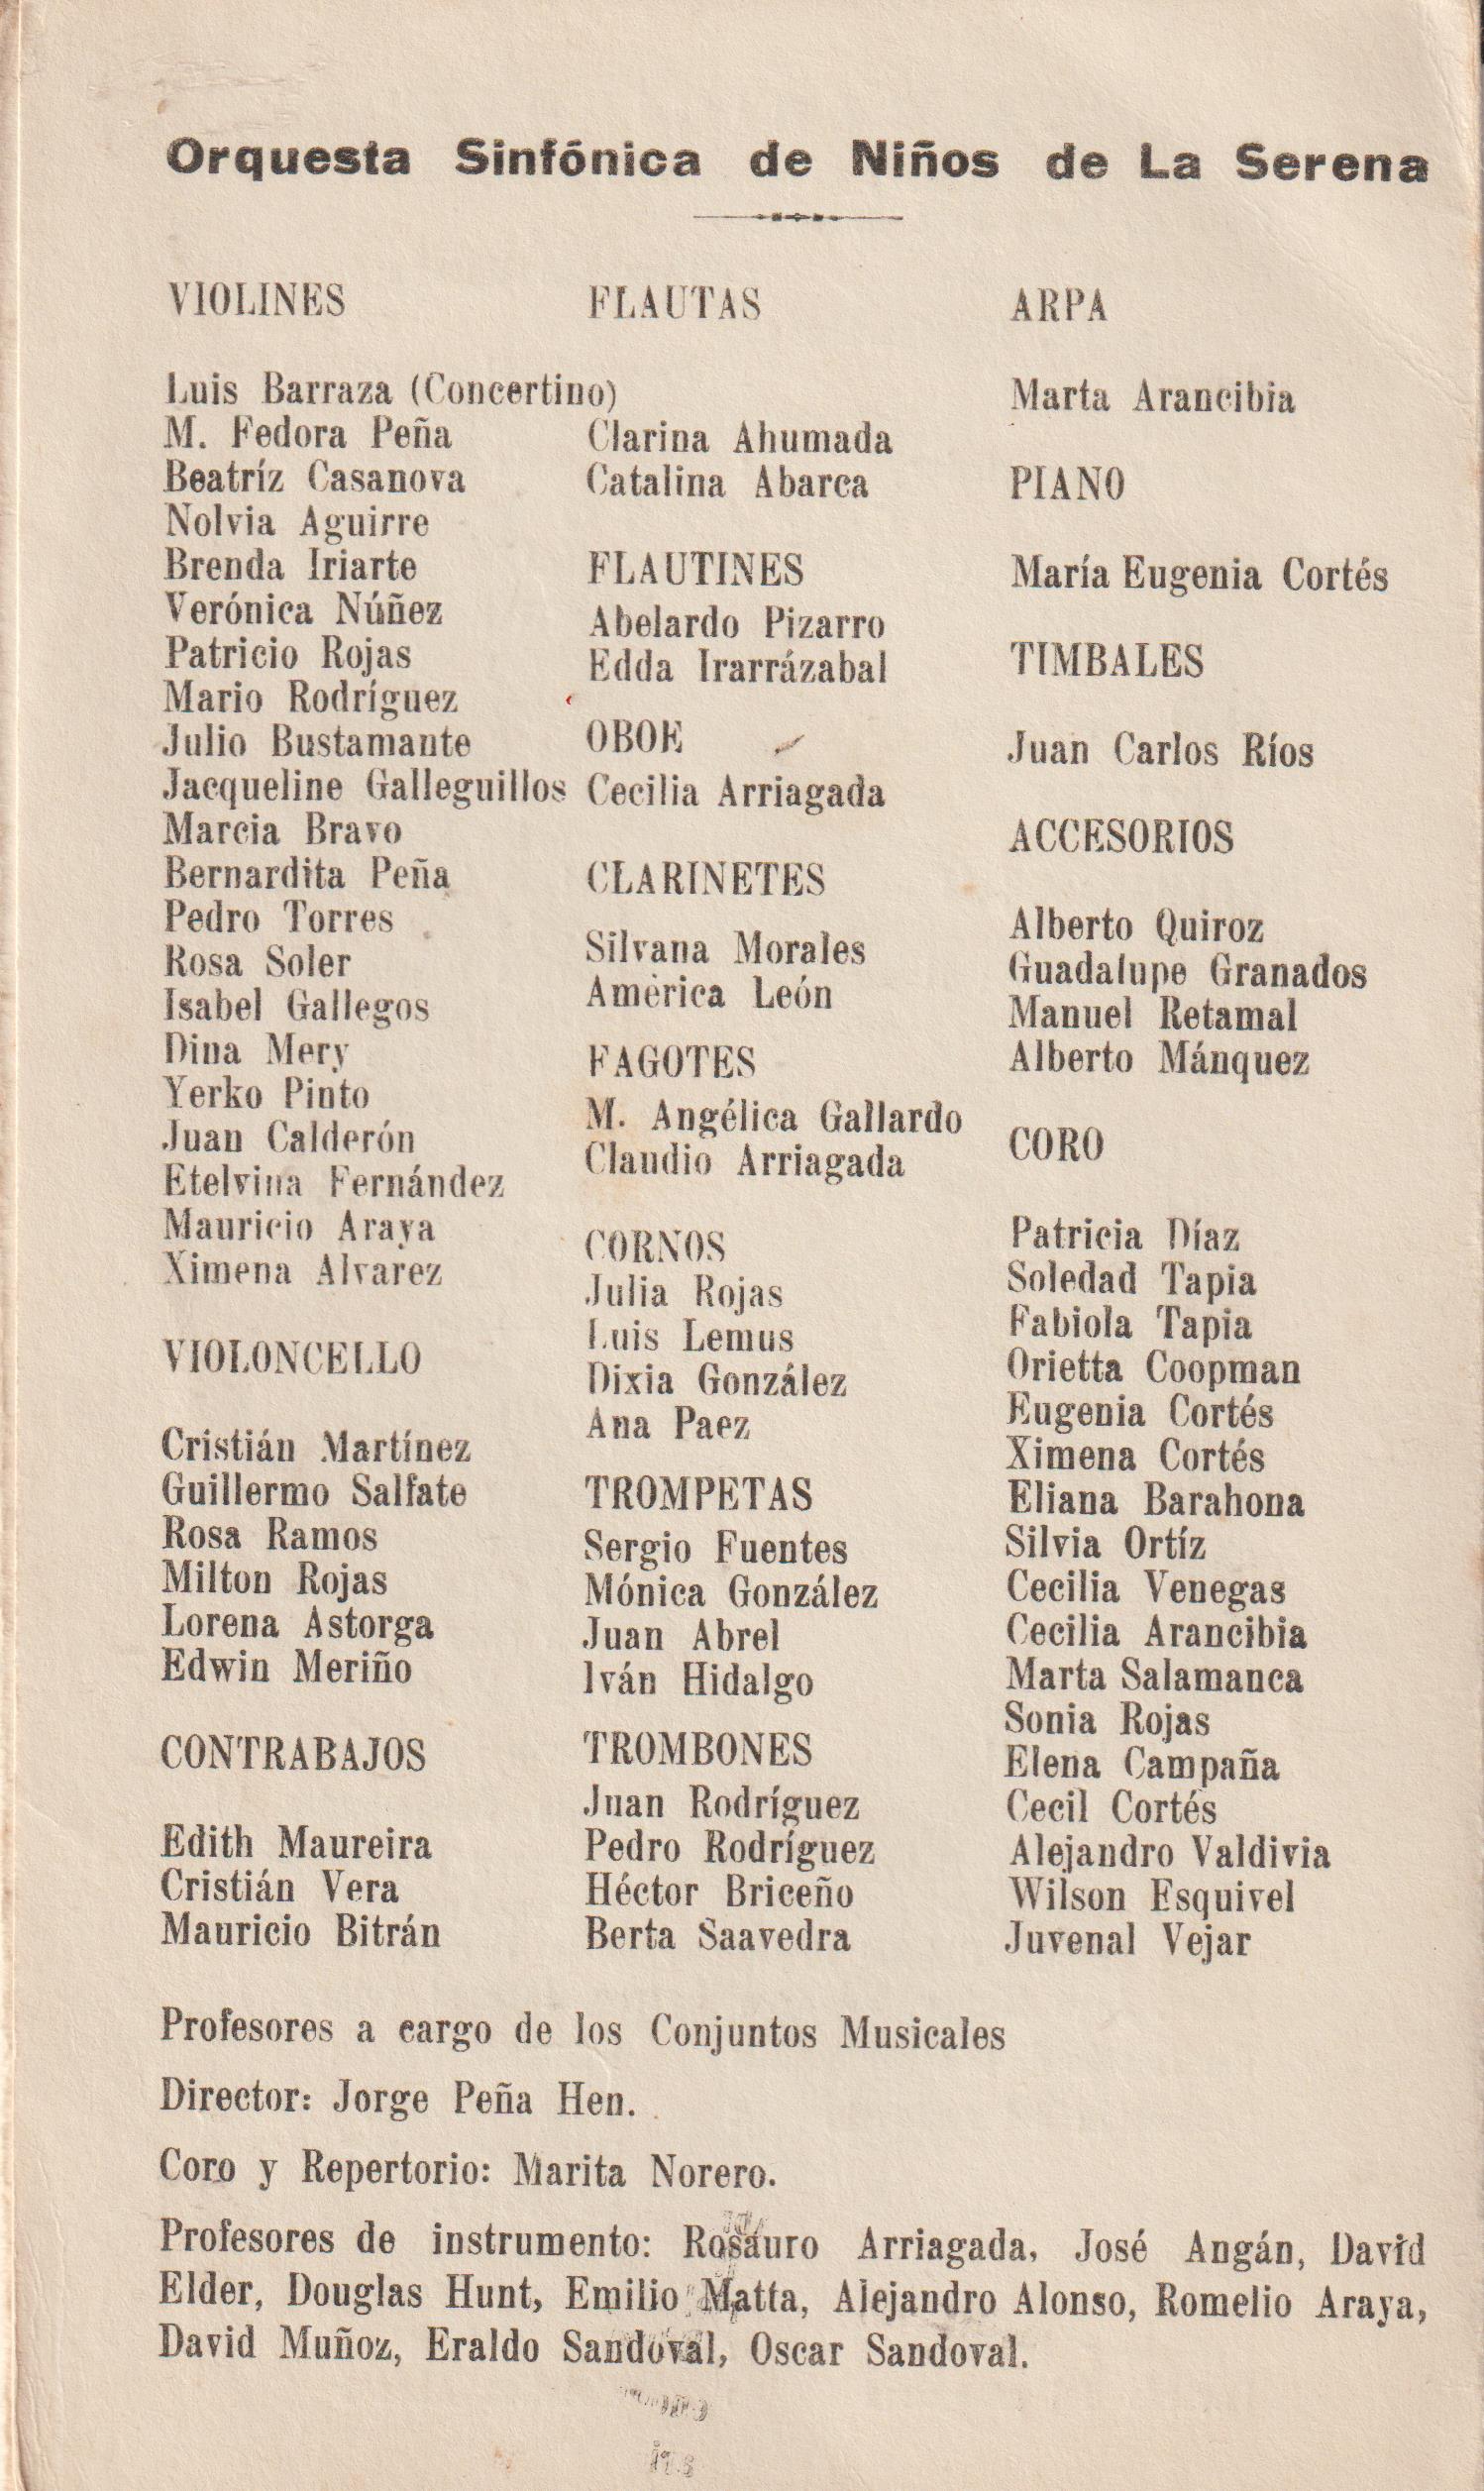 Orquesta Sinfónica de Niños de La Serena
VIOLINES
Luis Barraza (Concertino)
M. Fedora Peña
Beatríz Casanova
Nolvia Aguirre
Brenda Iriarte
Verónica Núñez
Patricio Rojas
Mario Rodríguez
Julio Bustamante
Jacqueline Galleguillos
Marcia Bravo
Bernardita Peña
Pedro Torres
Rosa Soler
Isabel Gallegos
Dina Mery
Yerko Pinto
Juan Calderón
Etelvina Fernández
Mauricio Araya
Ximena Alvarez
VIOLONCELLO
Cristián Martínez
Guillermo Salfate
Rosa Ramos
Milton Rojas
Lorena Astorga
Edwin Meriño
CONTRABAJOS
Edith Maureira
Cristián Vera
Mauricio Bitrán
FLAUTAS
Clarina Ahumada
Catalina Abarca
FLAUTINES
Abelardo Pizarro
Edda Irarrázabal
OBOE
Cecilia Arriagada
CLARINETES
Silvana Morales
Amèrica León
FAGOTES
M. Angélica Gallardo
Claudio Arriagada
CORNOS
Julia Rojas
Luis Lemus
Dixia González
Ana Paez
TROMPETAS
Sergio Fuentes
Mónica González
Juan Abrel
Iván Hidalgo
TROMBONES
Juan Rodríguez
Pedro Rodríguez
Héctor Briceño
Berta Saavedra
ARPA
Marta Arancibia
PIANO
María Eugenia Cortés
TIMBALES
Juan Carlos Ríos
ACCESORIOS
Alberto Quiroz
Guadalupe Granados
Manuel Retamal
Alberto Mánquez
CORO
Patricia Díaz
Soledad Tapia
Fabiola Tapia
Orietta Coopman
Eugenia Cortés
Ximena Cortés
Eliana Barahona
Silvia Ortíz
Cecilia Venegas
Cecilia Arancibia
Marta Salamanca
Sonia Rojas
Elena Campaña
Cecil Cortés
Alejandro Valdivia
Wilson Esquivel
Juvenal Vejar
Profesores a cargo de los Conjuntos Musicales
Director: Jorge Peña Hen.
Coro y Repertorio: Marita Norero.
Profesores de instrumento: Rosauro Arriagada, José Angán, David
Elder, Douglas Hunt, Emilio Matta, Alejandro Alonso, Romelio Araya,
David Muñoz, Eraldo Sandoval, Oscar Sandoval.